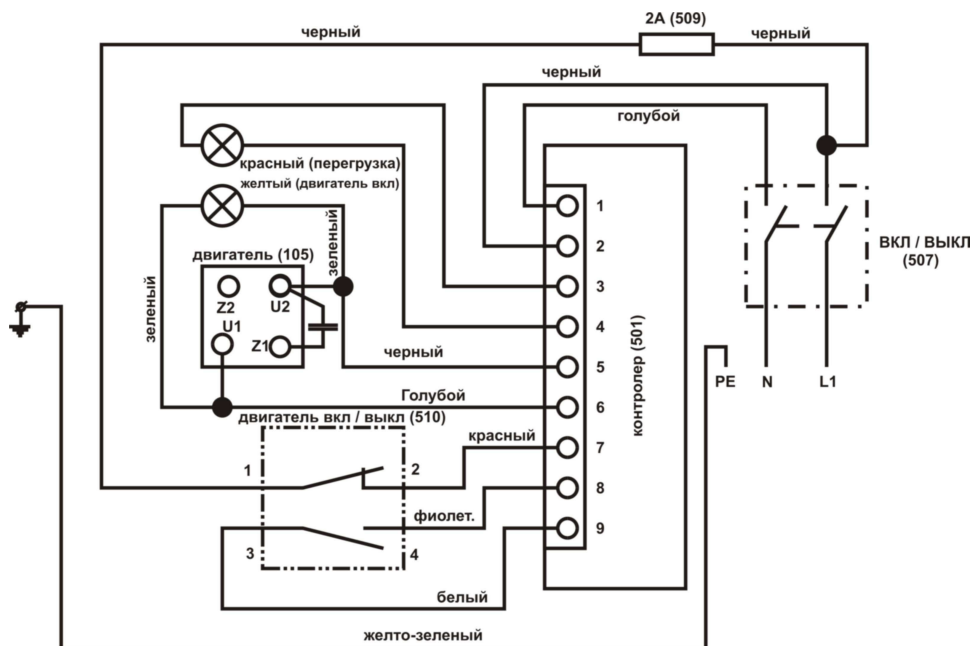 2А (509)
черный
черный
черный
голубой
красный (перегрузка)
желтый (двигатель вкл)
зеленый
зеленый
двигатель (105)
Z2
U2
U1
Z1
черный
Голубой
двигатель вкл / выкл (510)
красный
1
2
фиолет.
3
4
белый
желто-зеленый
1
2
3
4
5
6
7
8
9
контролер (501)
ВКЛ / ВЫКЛ
(507)
PE
N
L1